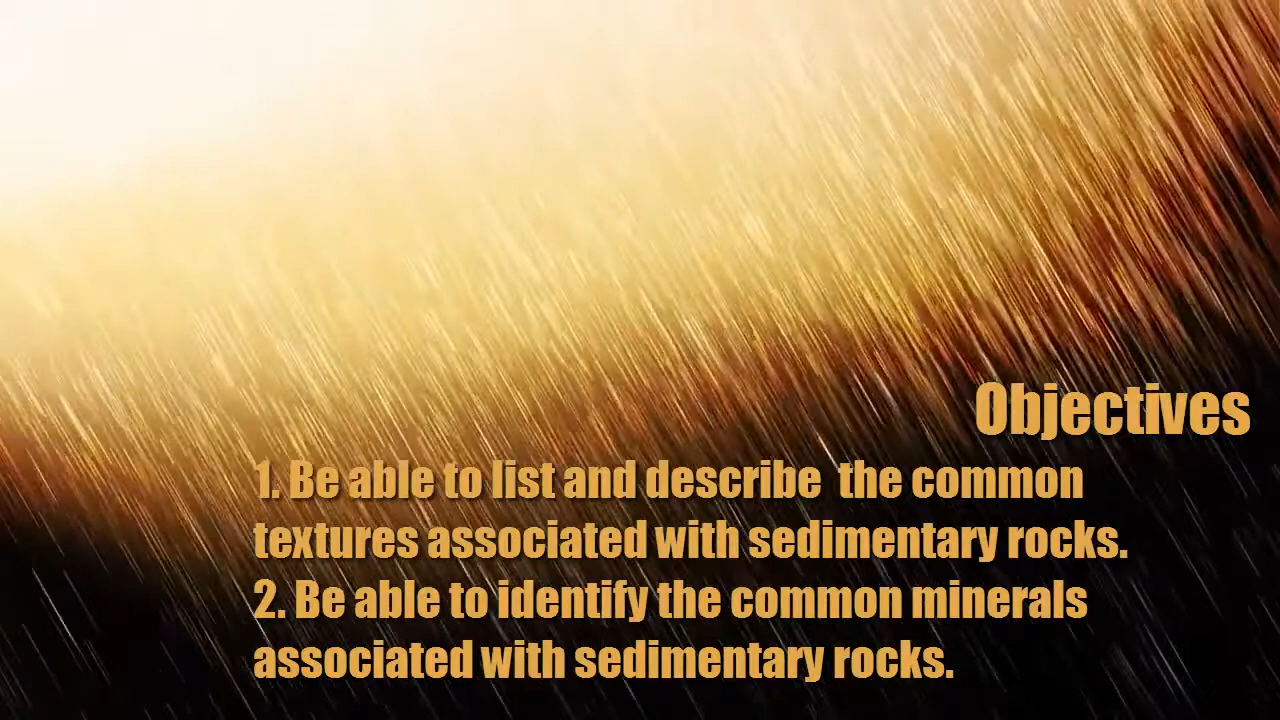 Objectives
1. Be able to list and describe  the common
textures associated with sedimentary rocks.
2. Be able to identify the common minerals
associated with sedimentary rocks.